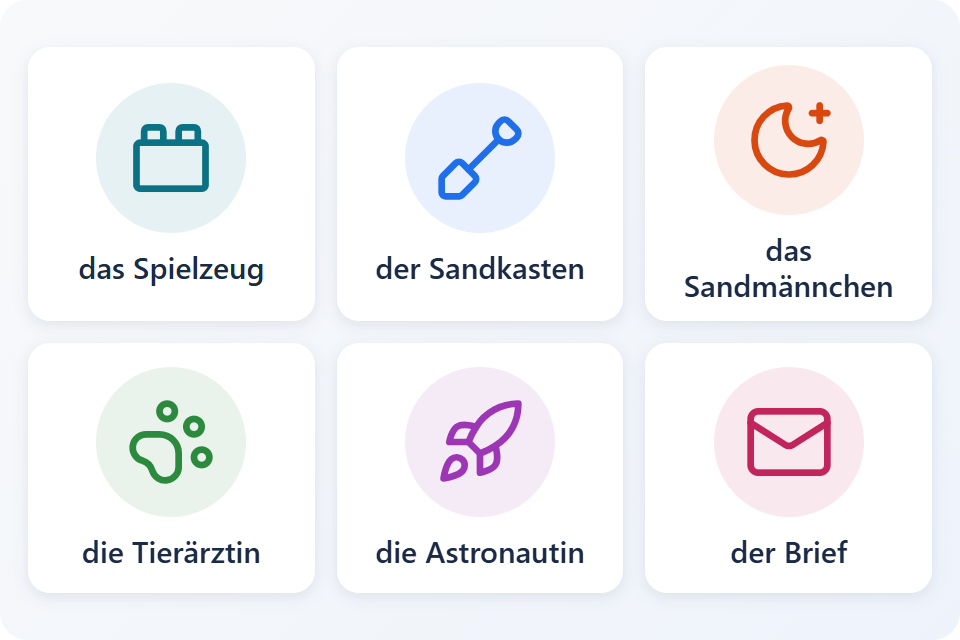 das Spielzeug
der Sandkasten
das
Sandmännchen
die Tierärztin
die Astronautin
der Brief